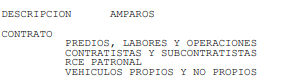 DESCRIPCION AMPAROS
CONTRATO
PREDIOS, LABORES Y OPERACIONES
CONTRATISTAS Y SUBCONTRATISTAS
RCE PATRONAL
VEHICULOS PROPIOS Y NO PROPIOS